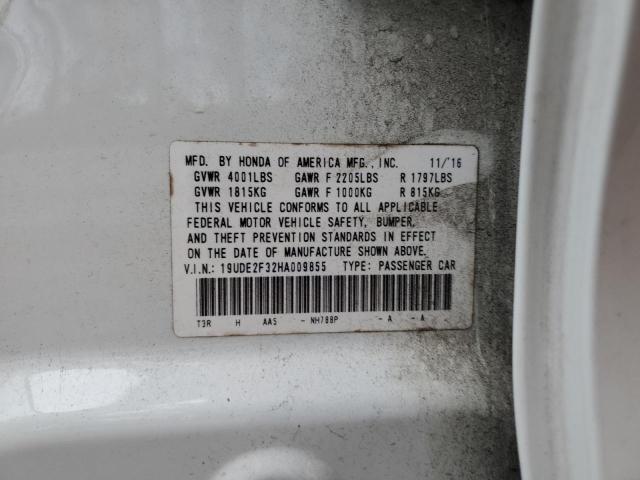 MFD. BY HONDA OF AMERICA MFG., INC. 11/'16
GVWR 4001LBS GAWR F 2205LBS R 1797LBS
GVWR 1815KG GAWR F 1000KG R 815KG
THIS VEHICLE CONFORMS TO ALL APPLICABLE
FEDERAL MOTOR VEHICLE SAFETY, BUMPER,
AND THEFT PREVENTION STANDARDS IN EFFECT
ON THE DATE OF MANUFACTURE SHOWN ABOVE.
V.I.N.: 19UDE2F32HA009855 TYPE: PASSENGER CAR
T3R H AA5 - NH788P - A - A